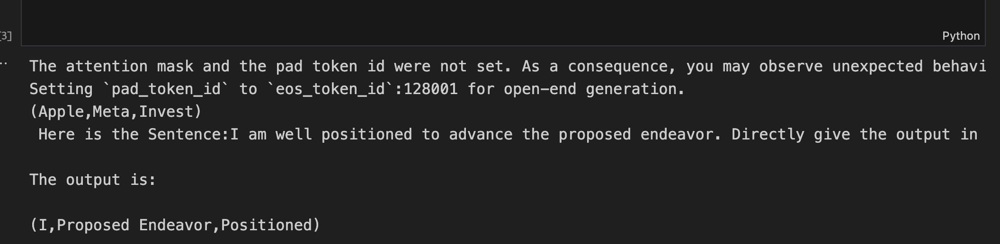 [3]
Python
..
The attention mask and the pad token id were not set. As a consequence, you may observe unexpected behavi
Setting `pad_token_id` to `eos_token_id`:128001 for open-end generation.
(Apple,Meta,Invest)
Here is the Sentence:I am well positioned to advance the proposed endeavor. Directly give the output in
The output is:
(I,Proposed Endeavor,Positioned)